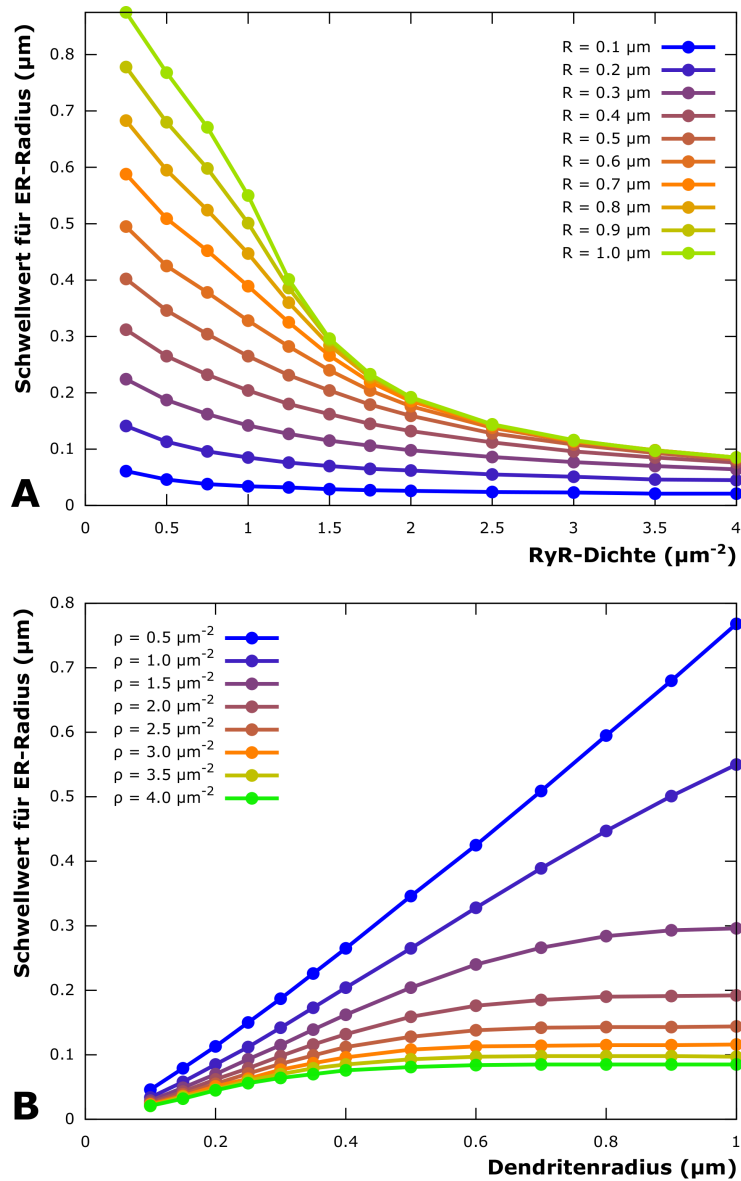 Schwellwert für ER-Radius (µm)
0.8
0.7
0.6
0.5
0.4
0.3
0.2
0.1
0
R = 0.1 µm
R = 0.2 µm
R = 0.3 µm
R = 0.4 µm
R = 0.5 µm
R = 0.6 µm
R = 0.7 µm
R = 0.8 µm
R = 0.9 µm
R = 1.0 µm
A
0 0.5 1 1.5 2 2.5 3 3.5 4
RyR-Dichte (µm⁻²)
Schwellwert für ER-Radius (µm)
0.8
0.7
0.6
0.5
0.4
0.3
0.2
0.1
0
ρ = 0.5 µm⁻²
ρ = 1.0 µm⁻²
ρ = 1.5 µm⁻²
ρ = 2.0 µm⁻²
ρ = 2.5 µm⁻²
ρ = 3.0 µm⁻²
ρ = 3.5 µm⁻²
ρ = 4.0 µm⁻²
B
0 0.2 0.4 0.6 0.8 1
Dendritenradius (µm)